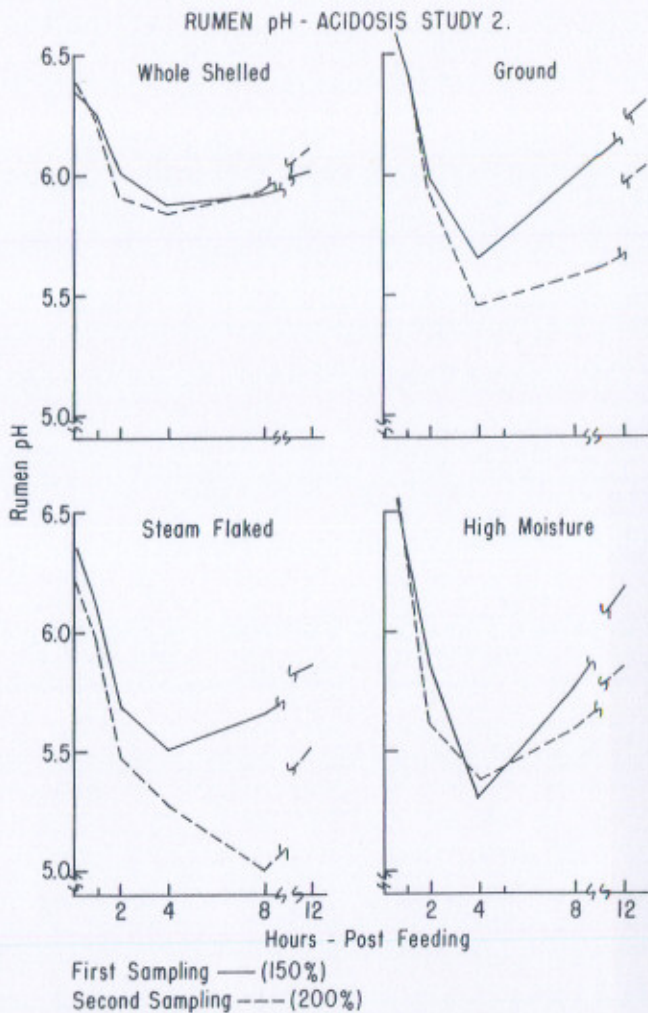 RUMEN pH - ACIDOSIS STUDY 2.
Whole Shelled
Ground
6.5
6.0
5.5
5.0
Rumen pH
Steam Flaked
High Moisture
6.5
6.0
5.5
5.0
2 4 8 12
2 4 8 12
Hours - Post Feeding
First Sampling —— (150%)
Second Sampling --- (200%)